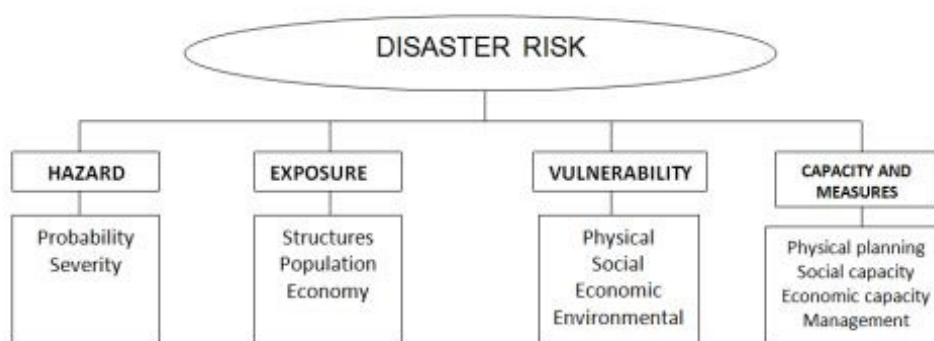 DISASTER RISK
HAZARD
Probability
Severity
EXPOSURE
Structures
Population
Economy
VULNERABILITY
Physical
Social
Economic
Environmental
CAPACITY AND
MEASURES
Physical planning
Social capacity
Economic capacity
Management